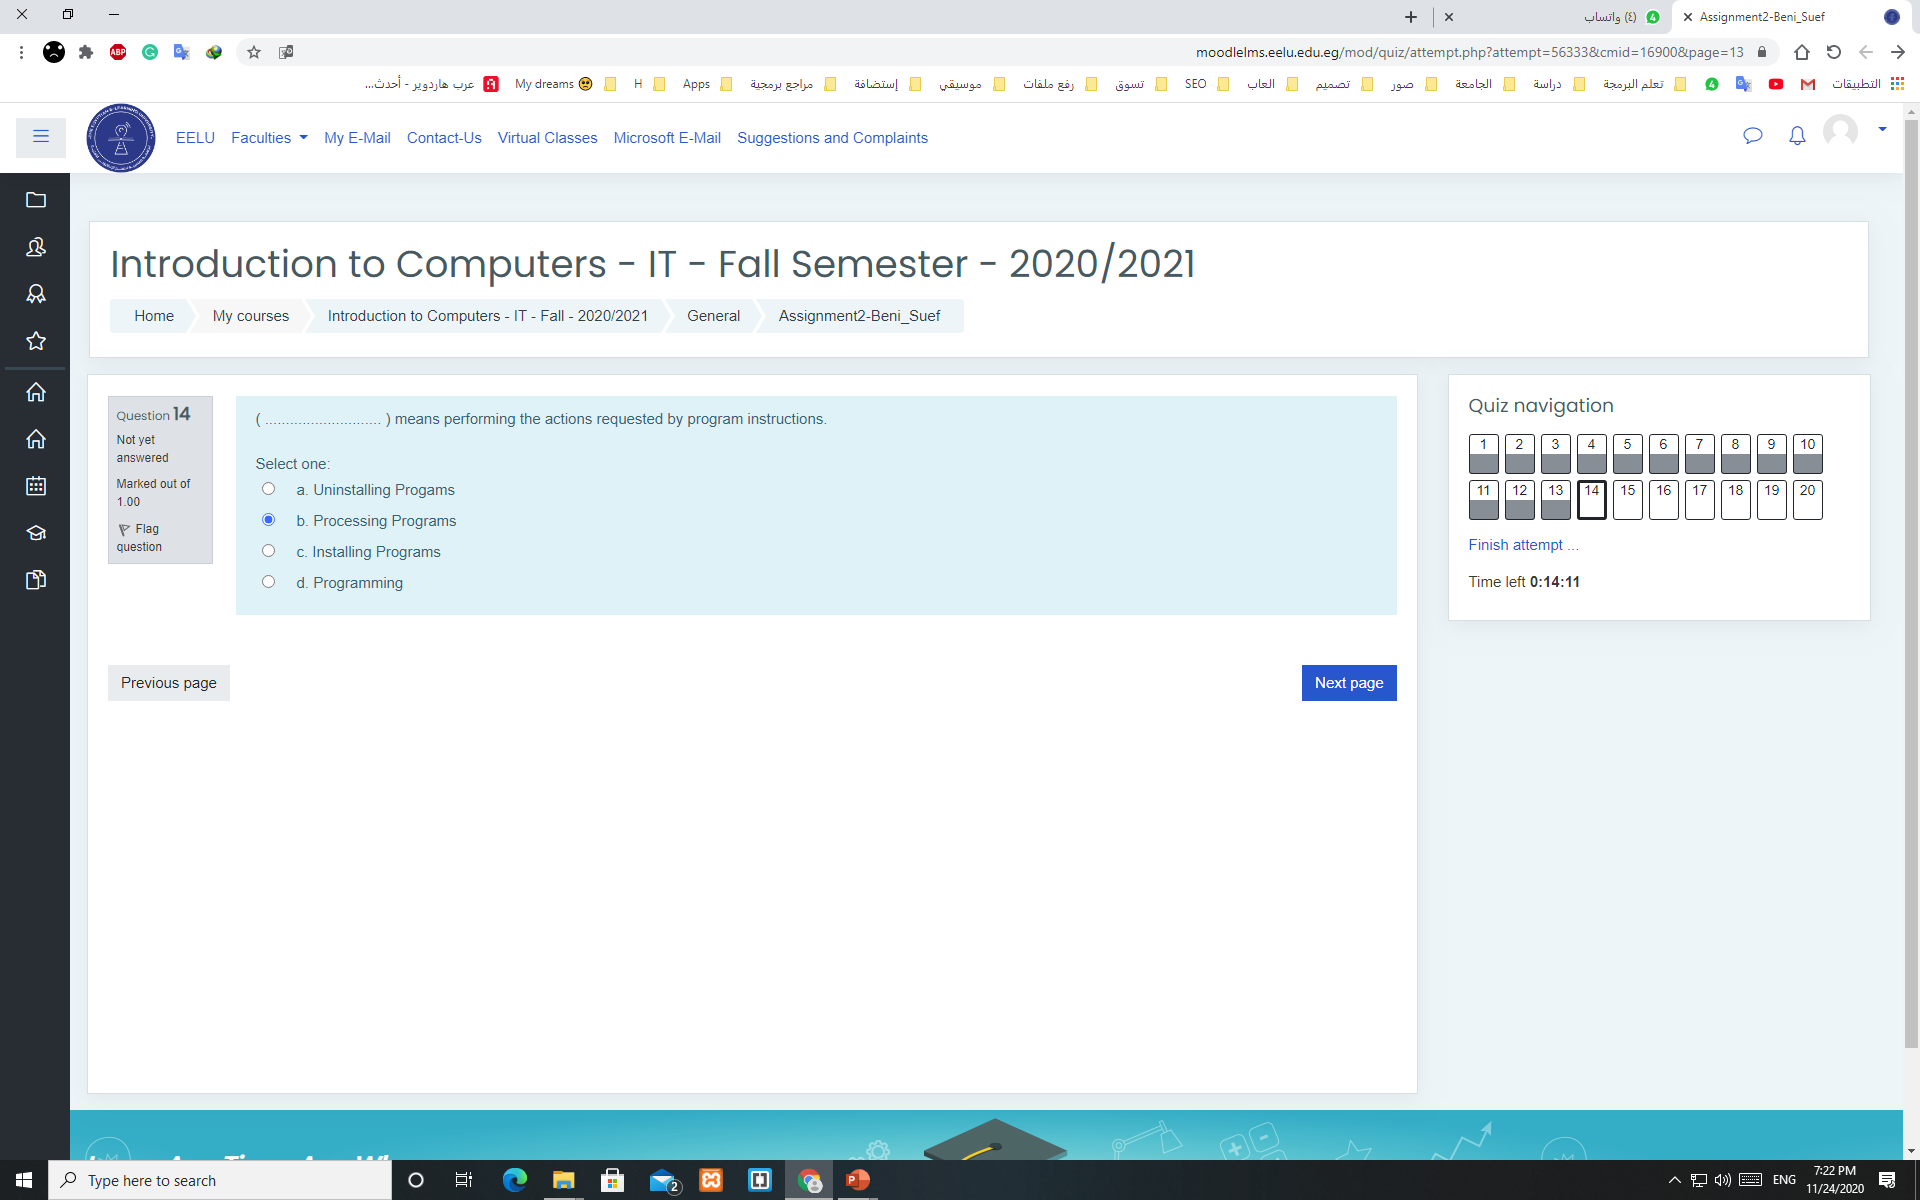 (٤) واتساب
Assignment2-Beni_Suef
moodlelms.eelu.edu.eg/mod/quiz/attempt.php?attempt=56333&cmid=16900&page=13
التطبيقات
تعلم البرمجة
دراسة
الجامعة
صور
تصميم
العاب
SEO
تسوق
رفع ملفات
موسيقي
إستضافة
مراجع برمجية
Apps
H
My dreams
عرب هاردوير - أحدث...
ABP
EELU Faculties My E-Mail Contact-Us Virtual Classes Microsoft E-Mail Suggestions and Complaints
Introduction to Computers - IT - Fall Semester - 2020/2021
Home My courses Introduction to Computers - IT - Fall - 2020/2021 General Assignment2-Beni_Suef
Question 14
Not yet
answered
Marked out of
1.00
Flag
question
( ............................ ) means performing the actions requested by program instructions.
Select one:
a. Uninstalling Progams
b. Processing Programs
c. Installing Programs
d. Programming
Previous page
Next page
Quiz navigation
1 2 3 4 5 6 7 8 9 10
11 12 13 14 15 16 17 18 19 20
Finish attempt ...
Time left 0:14:11
Type here to search
2
ENG
7:22 PM
11/24/2020